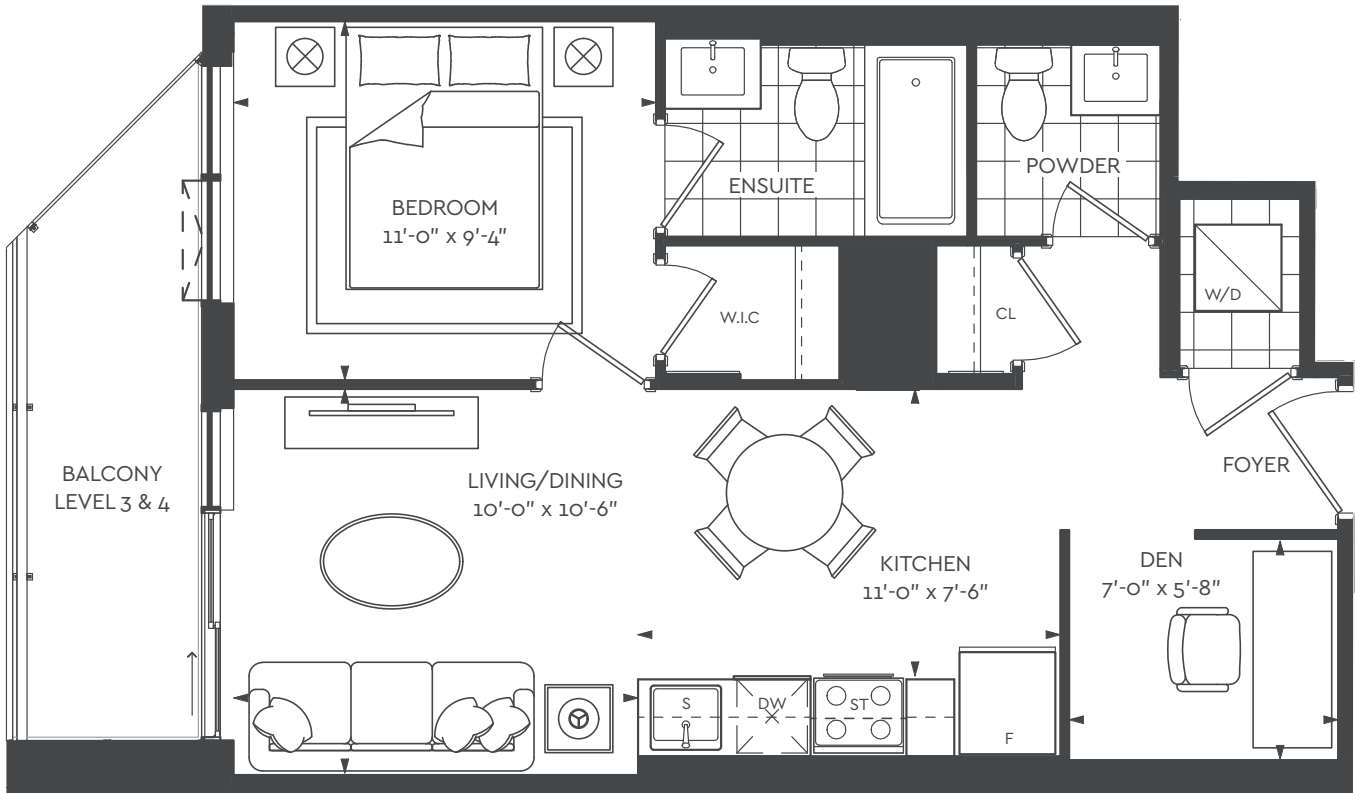 BEDROOM
11'-0" x 9'-4"
ENSUITE
POWDER
W.I.C
CL
W/D
BALCONY
LEVEL 3 & 4
LIVING/DINING
10'-0" x 10'-6"
KITCHEN
11'-0" x 7'-6"
FOYER
DEN
7'-0" x 5'-8"
S
DW
ST
F